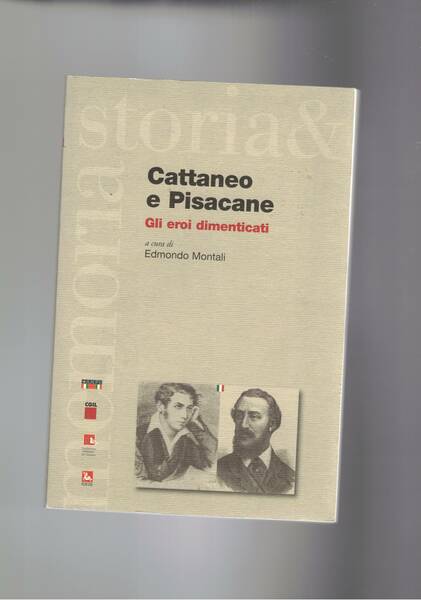 storia&
memoria
Cattaneo
e Pisacane
Gli eroi dimenticati
a cura di
Edmondo Montali
CGIL